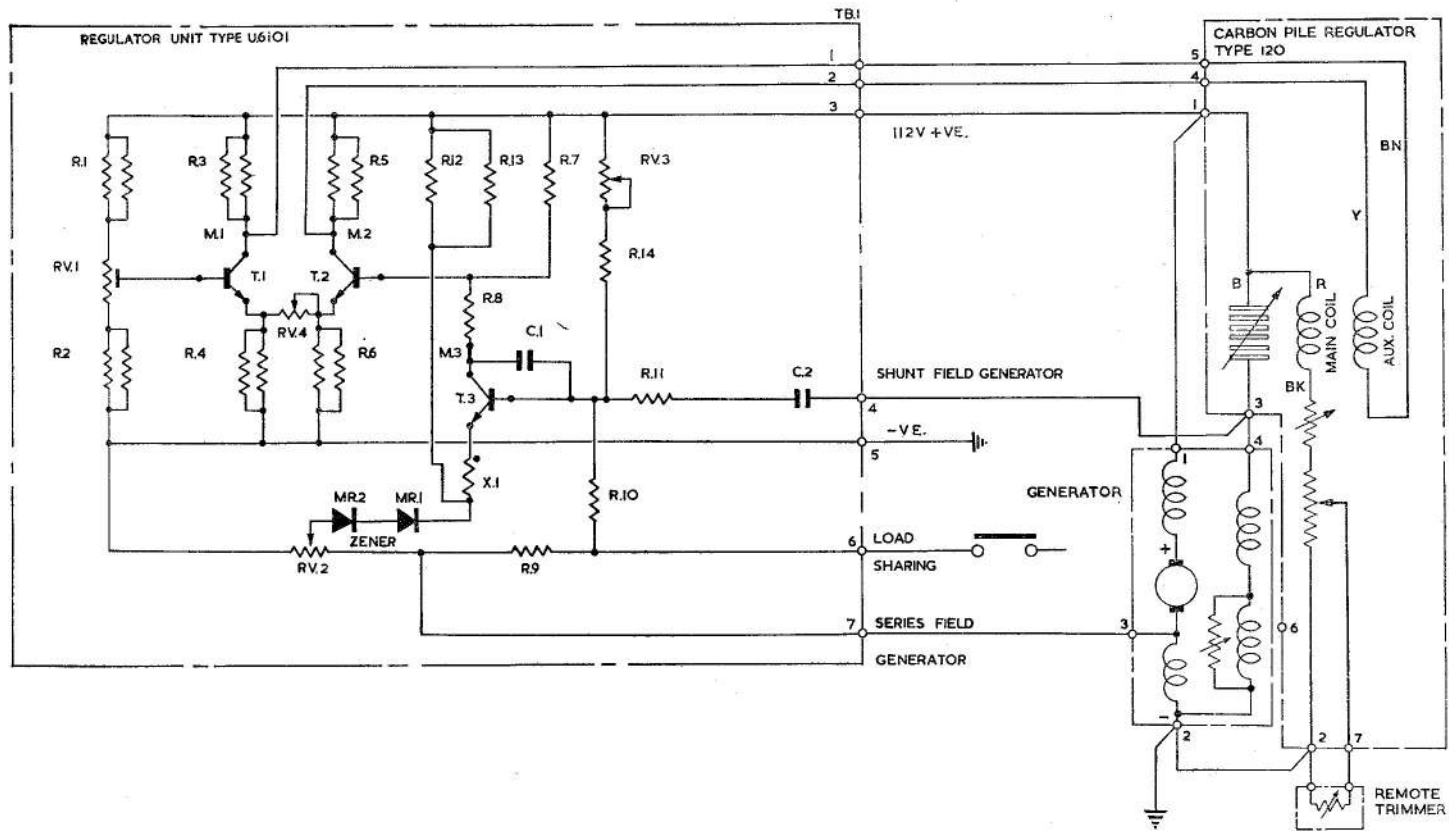 TB.1
REGULATOR UNIT TYPE U.6101
CARBON PILE REGULATOR
TYPE 120
1
5
2
4
3
1
112V +VE.
BN
R.1
R.3
R.5
R.12
R.13
R.7
RV.3
Y
M.1
M.2
R.14
RV.1
T.1
T.2
B
R
R.8
MAIN COIL
AUX. COIL
RV.4
C.1
R.2
R.4
R.6
M.3
R.11
C.2
SHUNT FIELD GENERATOR
BK
T.3
4
3
-VE.
5
4
1
X.1
R.10
GENERATOR
MR.2
MR.1
ZENER
6
LOAD
SHARING
+
RV.2
R.9
7
SERIES FIELD
GENERATOR
3
6
-
2
2
7
REMOTE
TRIMMER